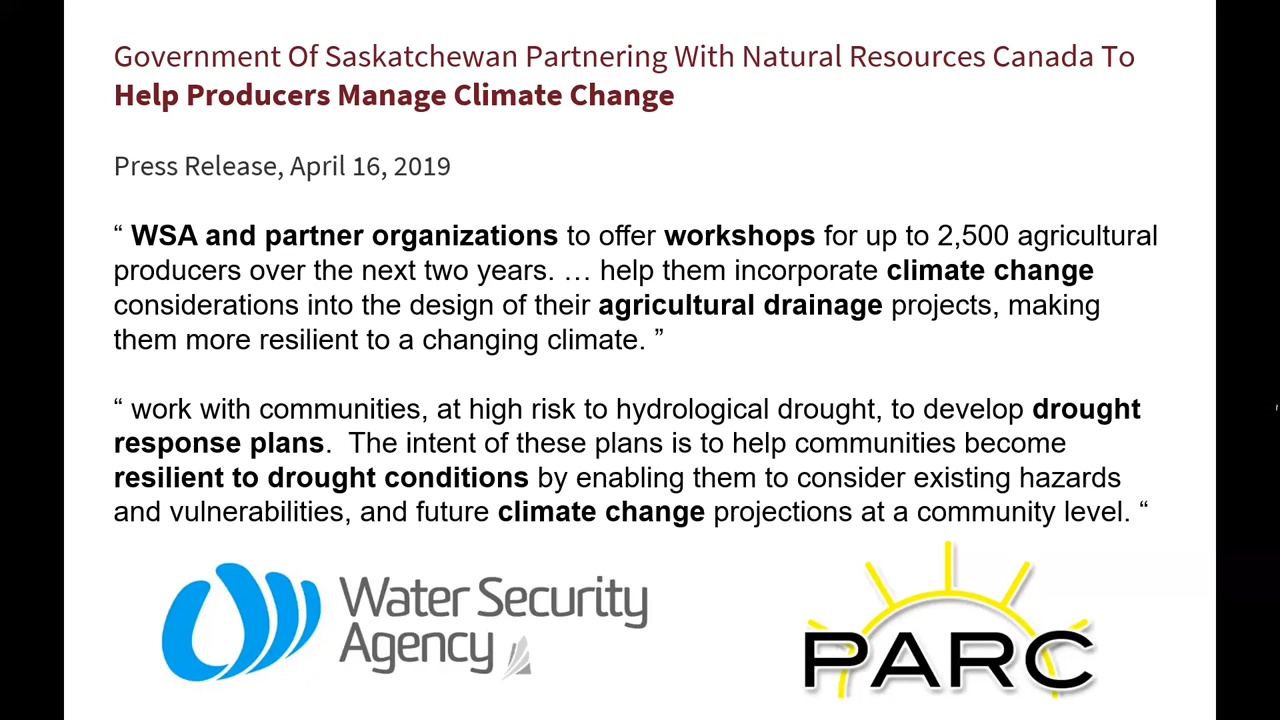 Government Of Saskatchewan Partnering With Natural Resources Canada To
Help Producers Manage Climate Change
Press Release, April 16, 2019
“ WSA and partner organizations to offer workshops for up to 2,500 agricultural
producers over the next two years. … help them incorporate climate change
considerations into the design of their agricultural drainage projects, making
them more resilient to a changing climate. ”
“ work with communities, at high risk to hydrological drought, to develop drought
response plans.  The intent of these plans is to help communities become
resilient to drought conditions by enabling them to consider existing hazards
and vulnerabilities, and future climate change projections at a community level. “
Water Security
Agency
PARC